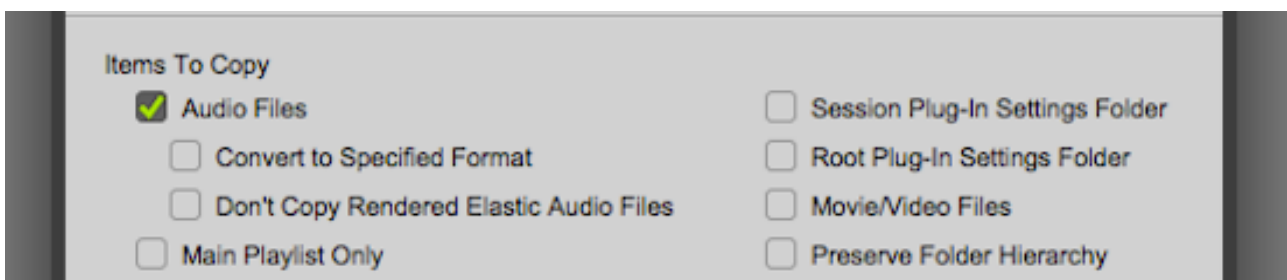 Items To Copy
Audio Files
Convert to Specified Format
Don't Copy Rendered Elastic Audio Files
Main Playlist Only
Session Plug-In Settings Folder
Root Plug-In Settings Folder
Movie/Video Files
Preserve Folder Hierarchy